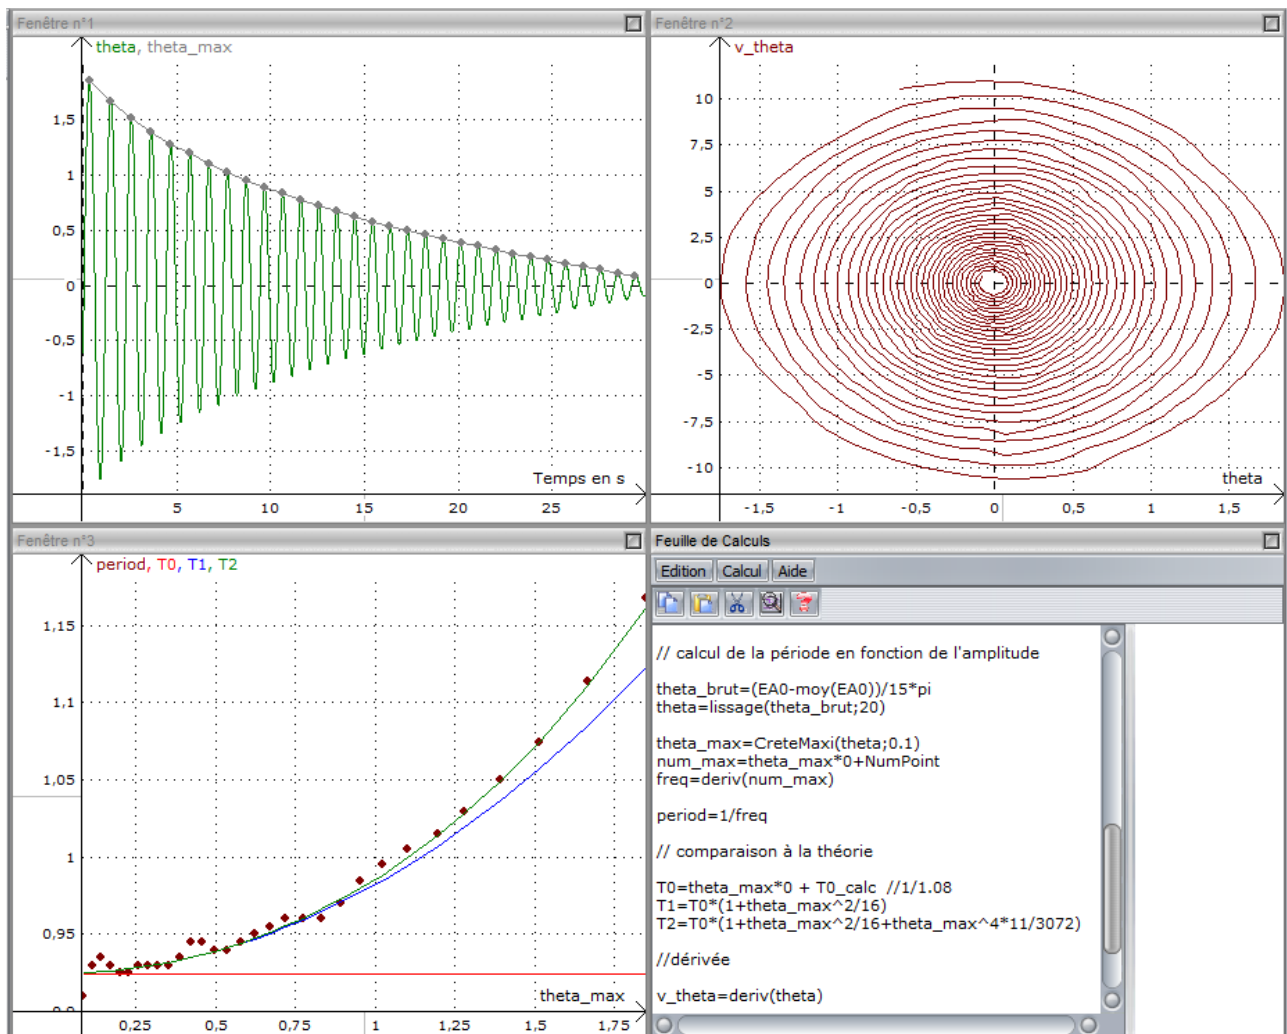 Fenêtre n°1
theta, theta_max
1,5
1
0,5
0
-0,5
-1
-1,5
Temps en s
5 10 15 20 25
Fenêtre n°2
v_theta
10
7,5
5
2,5
0
-2,5
-5
-7,5
-10
theta
-1,5 -1 -0,5 0 0,5 1 1,5
Fenêtre n°3
period, T0, T1, T2
1,15
1,1
1,05
1
0,95
0,9
theta_max
0,25 0,5 0,75 1 1,25 1,5 1,75
Feuille de Calculs
Edition Calcul Aide
// calcul de la période en fonction de l'amplitude
theta_brut=(EA0-moy(EA0))/15*pi
theta=lissage(theta_brut;20)
theta_max=CreteMaxi(theta;0.1)
num_max=theta_max*0+NumPoint
freq=deriv(num_max)
period=1/freq
// comparaison à la théorie
T0=theta_max*0 + T0_calc //1/1.08
T1=T0*(1+theta_max^2/16)
T2=T0*(1+theta_max^2/16+theta_max^4*11/3072)
//dérivée
v_theta=deriv(theta)